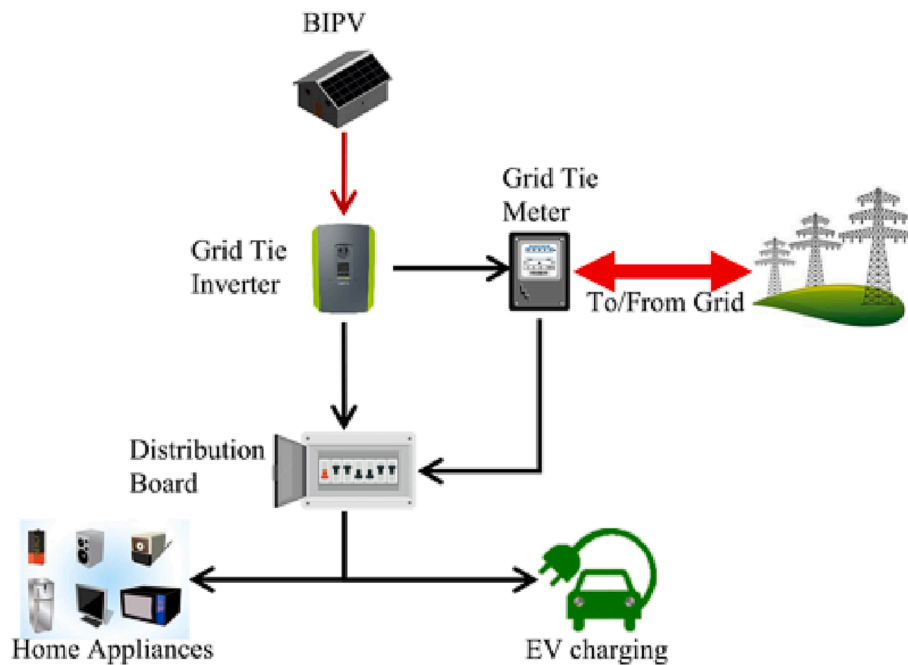 BIPV
Grid Tie
Meter
Grid Tie
Inverter
To/From Grid
Distribution
Board
Home Appliances
EV charging